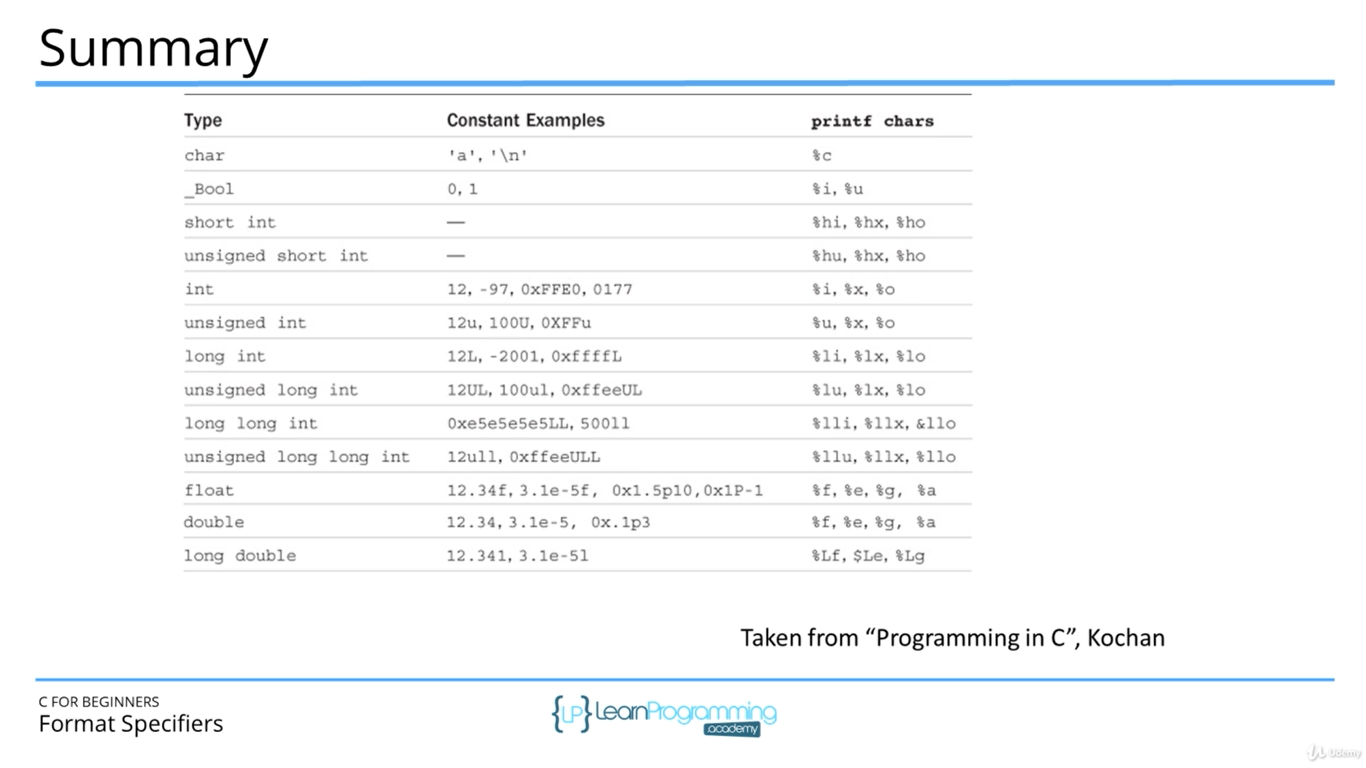 Summary
Type Constant Examples printf chars
char 'a', '\n' %c
_Bool 0, 1 %i, %u
short int — %hi, %hx, %ho
unsigned short int — %hu, %hx, %ho
int 12, -97, 0xFFE0, 0177 %i, %x, %o
unsigned int 12u, 100U, 0XFFu %u, %x, %o
long int 12L, -2001, 0xffffL %li, %lx, %lo
unsigned long int 12UL, 100ul, 0xffeeUL %lu, %lx, %lo
long long int 0xe5e5e5e5LL, 500ll %lli, %llx, &llo
unsigned long long int 12ull, 0xffeeULL %llu, %llx, %llo
float 12.34f, 3.1e-5f, 0x1.5p10,0x1P-1 %f, %e, %g, %a
double 12.34, 3.1e-5, 0x.1p3 %f, %e, %g, %a
long double 12.34l, 3.1e-5l %Lf, $Le, %Lg
Taken from “Programming in C”, Kochan
C FOR BEGINNERS
Format Specifiers
{LP} LearnProgramming
.academy
Udemy